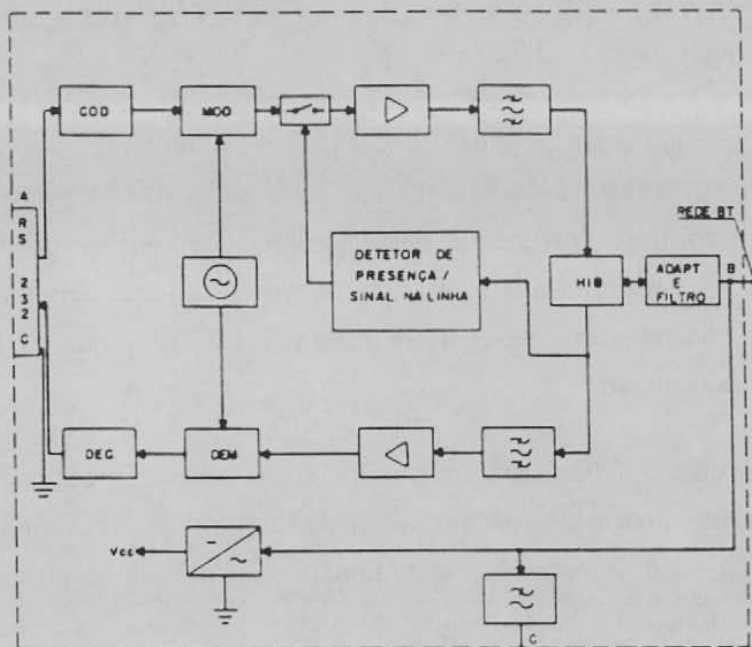 COD
MOD
A
RS
232
C
DETETOR DE
PRESENÇA /
SINAL NA LINHA
REDE BT
HIB
ADAPT
E
FILTRO
B
DEC
DEM
Vcc
C